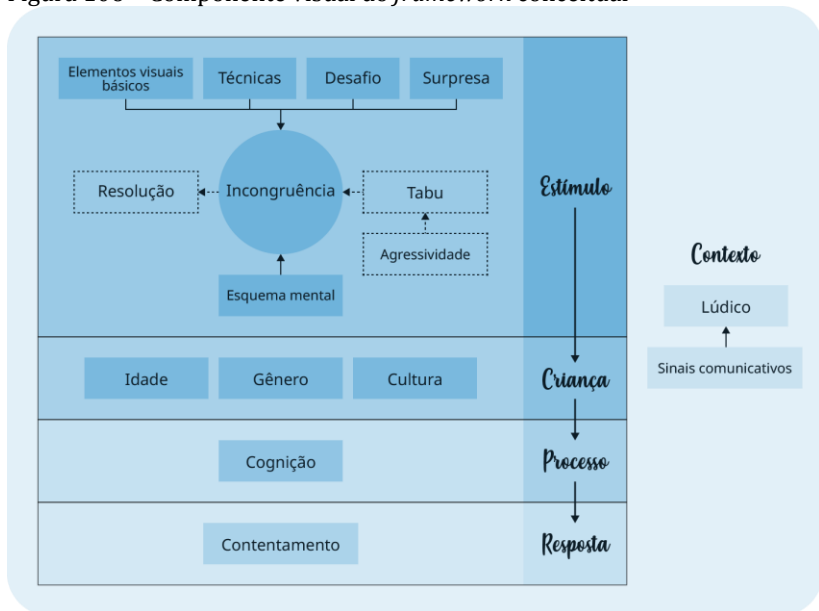 Figura 106 – Componente visual do framework conceitual
Elementos visuais
básicos
Técnicas
Desafio
Surpresa
Resolução
Incongruência
Tabu
Estímulo
Agressividade
Esquema mental
Contexto
Lúdico
Sinais comunicativos
Idade
Gênero
Cultura
Criança
Cognição
Processo
Contentamento
Resposta